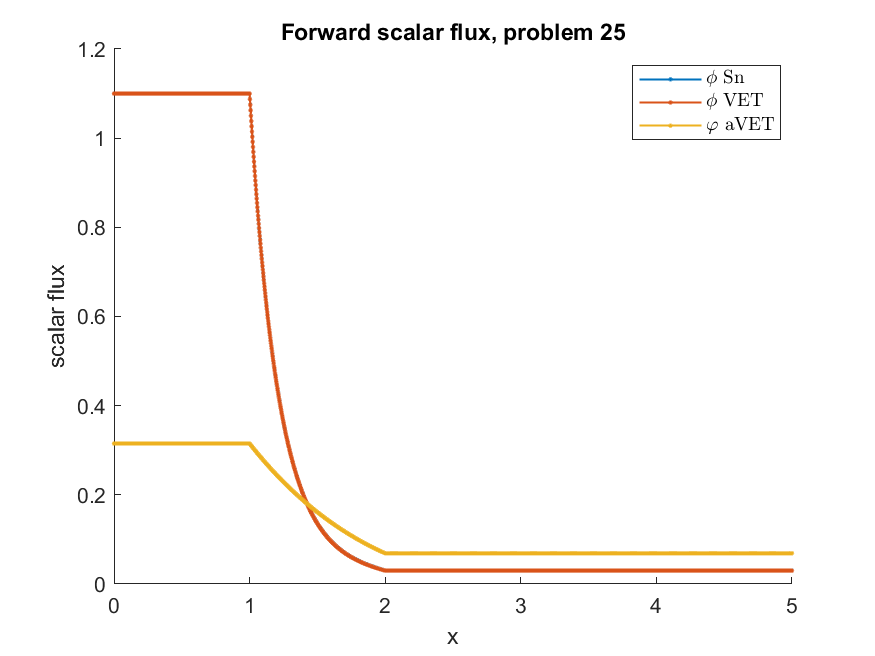 Forward scalar flux, problem 25
ϕ Sn
ϕ VET
φ aVET
scalar flux
1.2
1
0.8
0.6
0.4
0.2
0
0 1 2 3 4 5
x